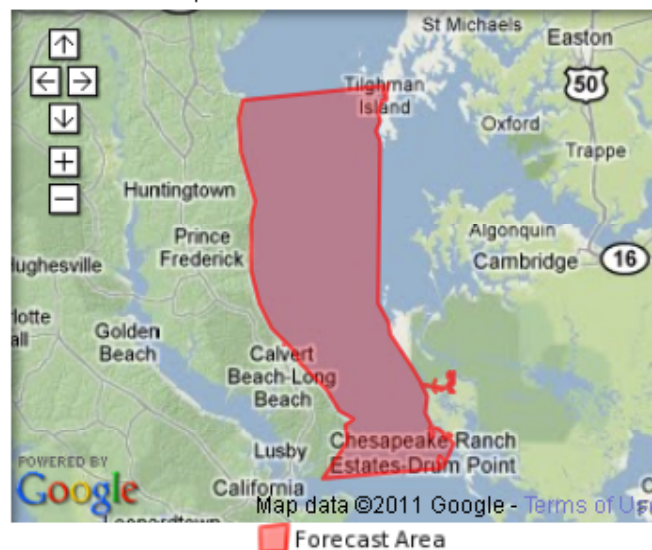 St Michaels
Easton
50
Tilghman
Island
Oxford
Trappe
Huntingtown
Prince
Frederick
Algonquin
Cambridge
16
Golden
Beach
Calvert
Beach-Long
Beach
Lusby
Chesapeake Ranch
Estates-Drum Point
POWERED BY
Google
California
Map data ©2011 Google - Terms of
Forecast Area